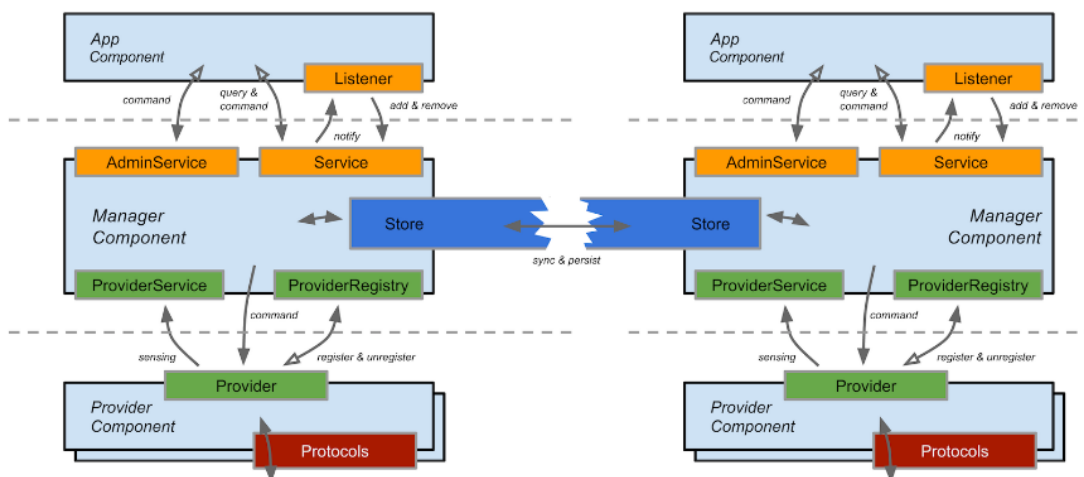 App
Component
Listener
command
query &
command
add & remove
notify
AdminService
Service
Manager
Component
Store
ProviderService
ProviderRegistry
command
sensing
register & unregister
Provider
Provider
Component
Protocols
sync & persist
App
Component
Listener
command
query &
command
add & remove
notify
AdminService
Service
Store
Manager
Component
ProviderService
ProviderRegistry
command
sensing
register & unregister
Provider
Provider
Component
Protocols